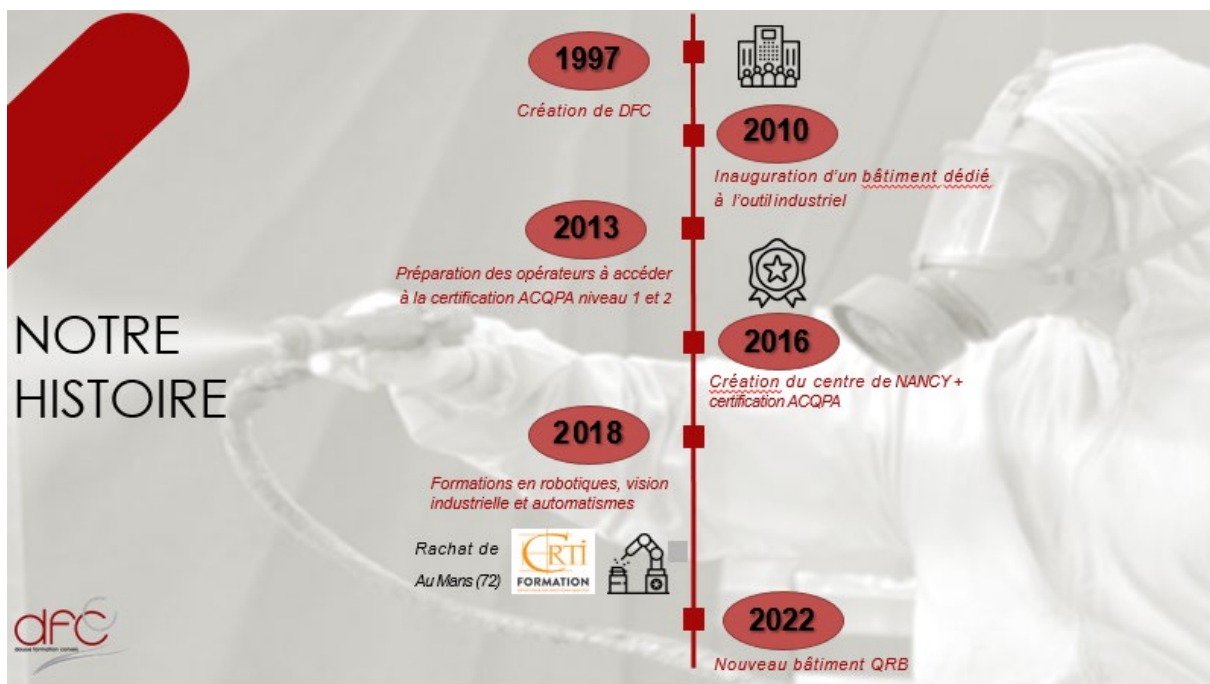 1997
Création de DFC
2010
Inauguration d'un bâtiment dédié
à l'outil industriel
2013
Préparation des opérateurs à accéder
à la certification ACQPA niveau 1 et 2
NOTRE
HISTOIRE
2016
Création du centre de NANCY +
certification ACQPA
2018
Formations en robotiques, vision
industrielle et automatismes
Rachat de
CERTI
FORMATION
Au Mans (72)
2022
Nouveau bâtiment QRB
dfc